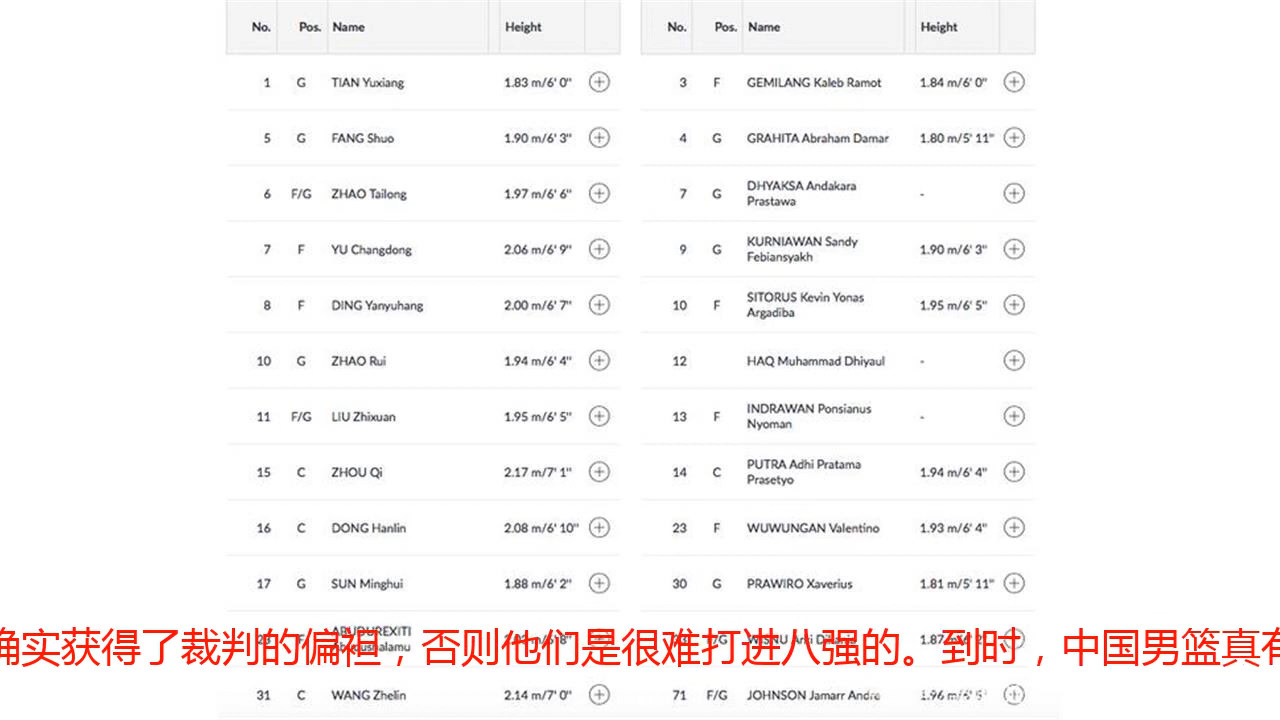 No. Pos. Name Height
1 G TIAN Yuxiang 1.83 m/6' 0"
5 G FANG Shuo 1.90 m/6' 3"
6 F/G ZHAO Tailong 1.97 m/6' 6"
7 F YU Changdong 2.06 m/6' 9"
8 F DING Yanyuhang 2.00 m/6' 7"
10 G ZHAO Rui 1.94 m/6' 4"
11 F/G LIU Zhixuan 1.95 m/6' 5"
15 C ZHOU Qi 2.17 m/7' 1"
16 C DONG Hanlin 2.08 m/6' 10"
17 G SUN Minghui 1.88 m/6' 2"
ABUDUREXITI
31 C WANG Zhelin 2.14 m/7' 0"
No. Pos. Name Height
3 F GEMILANG Kaleb Ramot 1.84 m/6' 0"
4 G GRAHITA Abraham Damar 1.80 m/5' 11"
7 G DHYAKSA Andakara
Prastawa -
9 G KURNIAWAN Sandy
Febiansyakh 1.90 m/6' 3"
10 F SITORUS Kevin Yonas
Argadiba 1.95 m/6' 5"
12 HAQ Muhammad Dhiyaul -
13 F INDRAWAN Ponsianus
Nyoman -
14 C PUTRA Adhi Pratama
Prasetyo 1.94 m/6' 4"
23 F WUWUNGAN Valentino 1.93 m/6' 4"
30 G PRAWIRO Xaverius 1.81 m/5' 11"
71 F/G JOHNSON Jamarr Andre 1.96 m/6' 5"
确实获得了裁判的偏袒，否则他们是很难打进八强的。到时，中国男篮真有